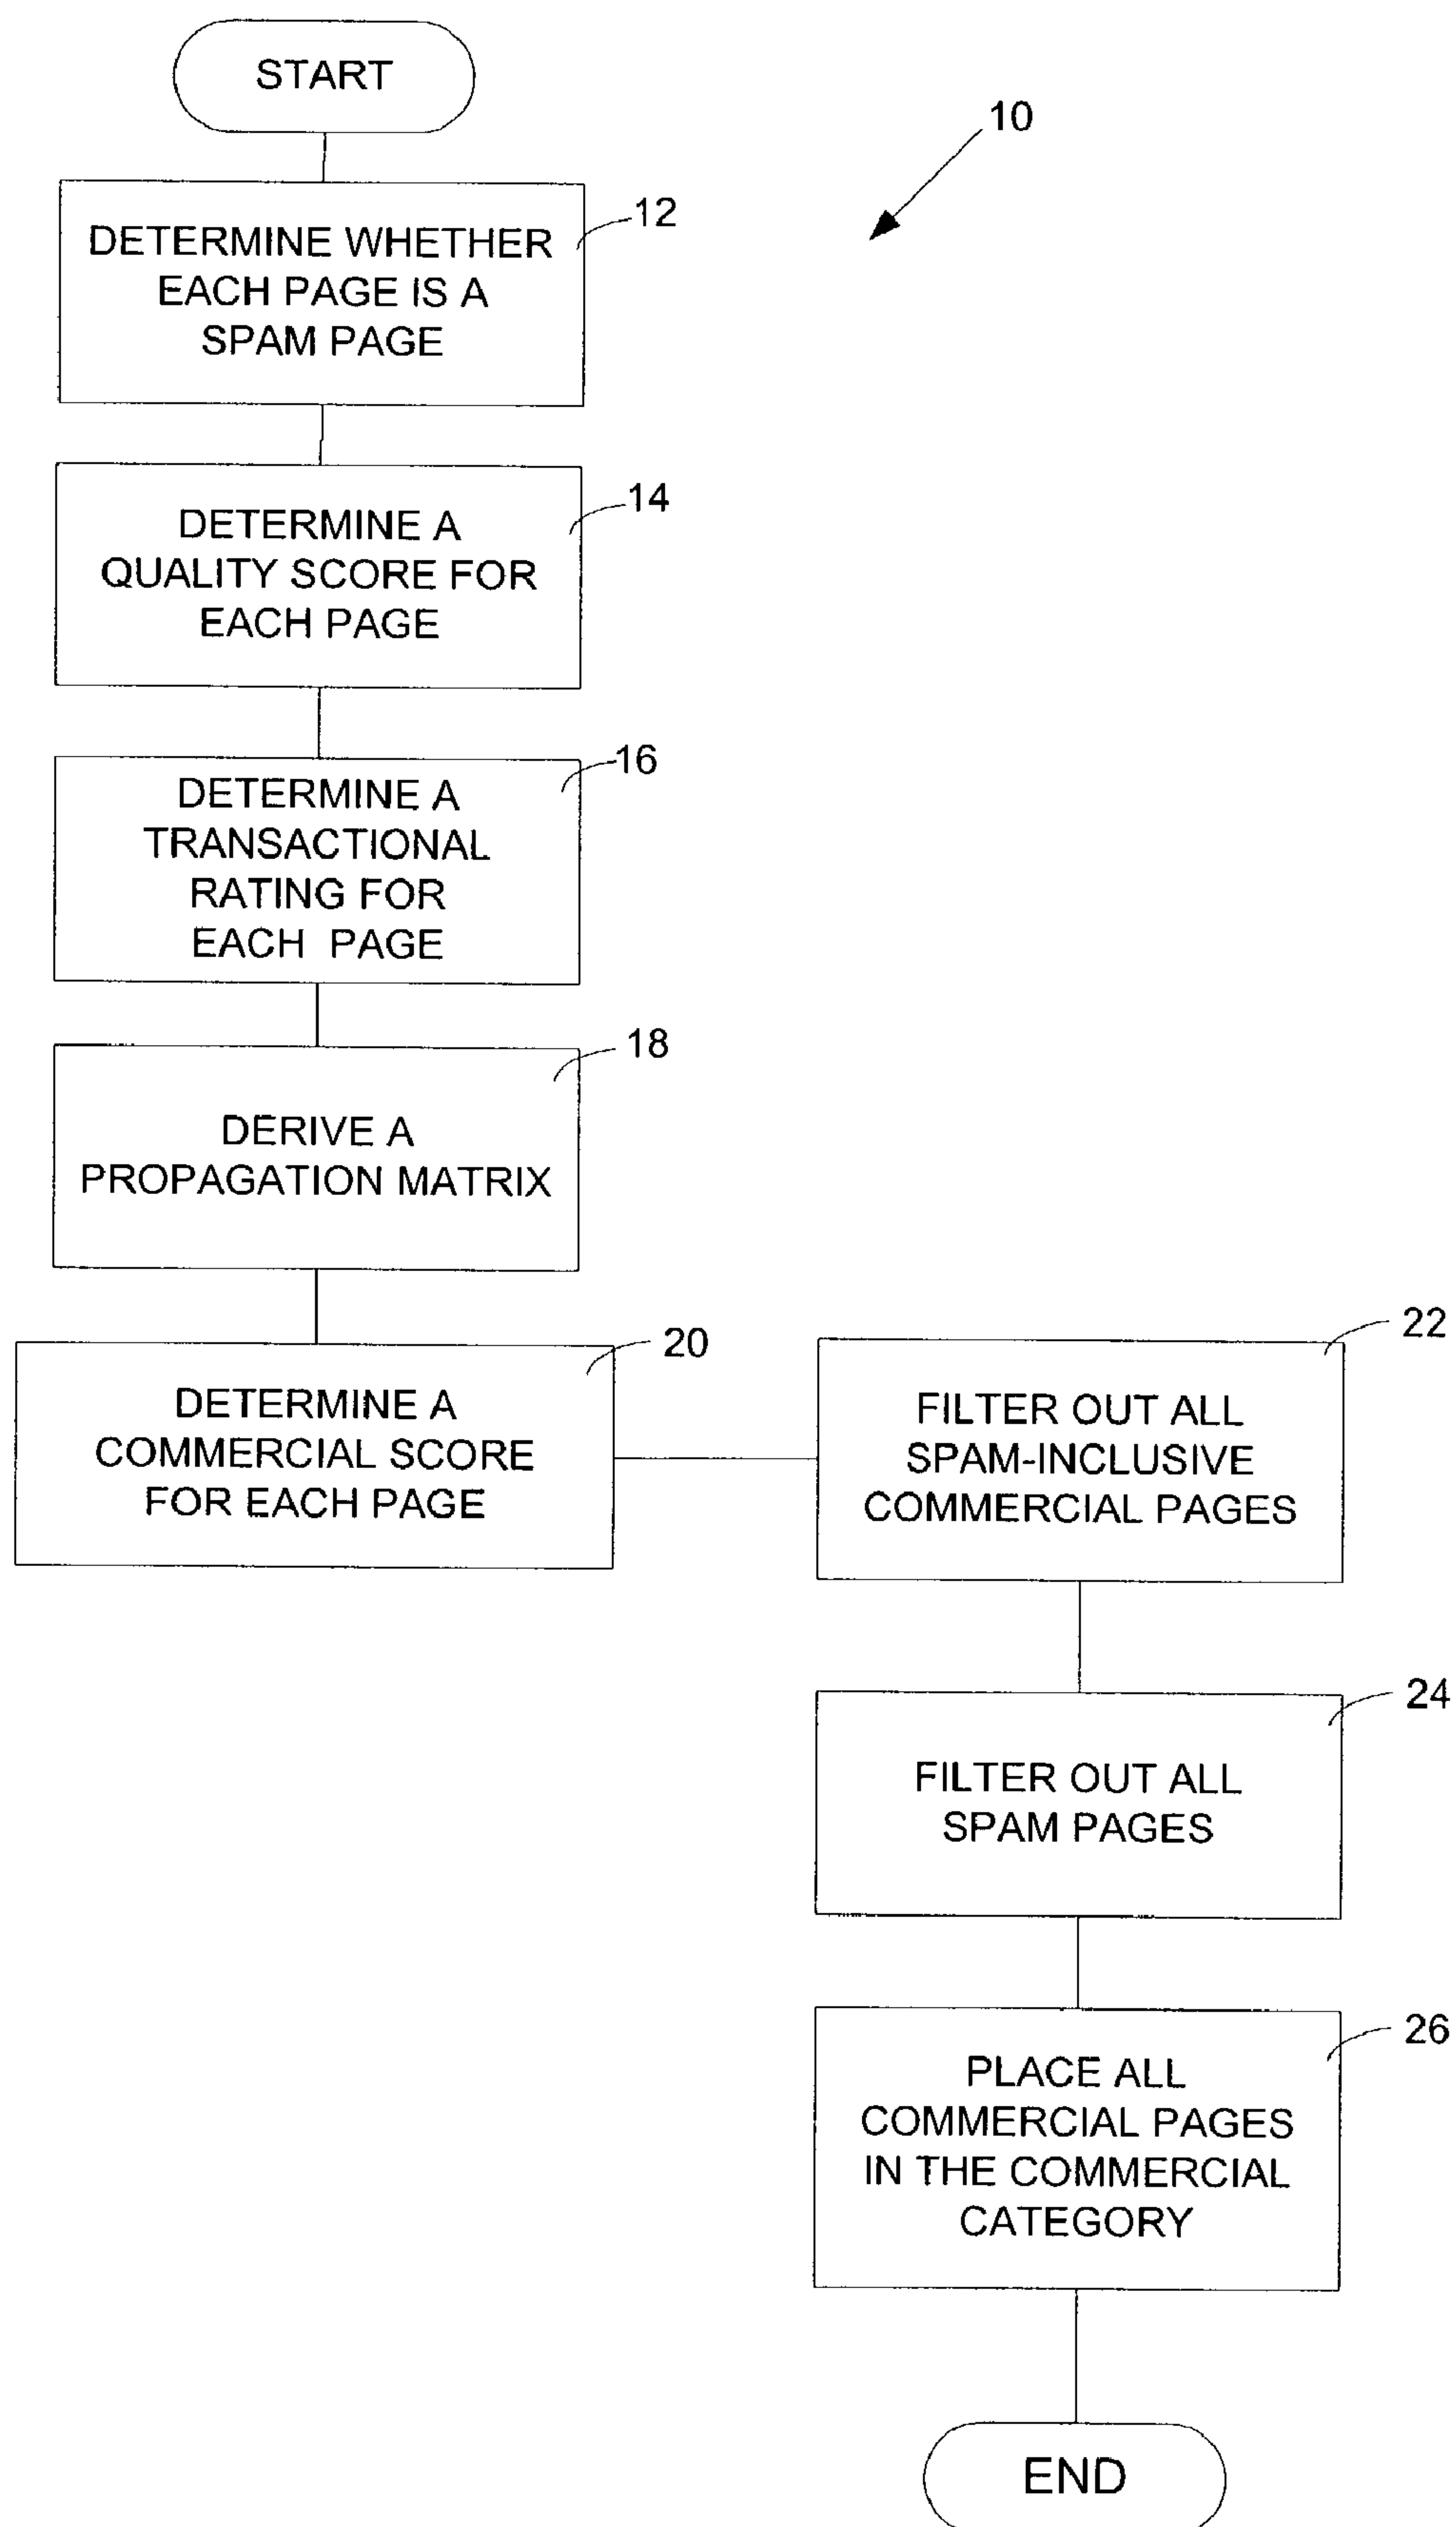 START
10
12
DETERMINE WHETHER
EACH PAGE IS A
SPAM PAGE
14
DETERMINE A
QUALITY SCORE FOR
EACH PAGE
16
DETERMINE A
TRANSACTIONAL
RATING FOR
EACH PAGE
18
DERIVE A
PROPAGATION MATRIX
20
DETERMINE A
COMMERCIAL SCORE
FOR EACH PAGE
22
FILTER OUT ALL
SPAM-INCLUSIVE
COMMERCIAL PAGES
24
FILTER OUT ALL
SPAM PAGES
26
PLACE ALL
COMMERCIAL PAGES
IN THE COMMERCIAL
CATEGORY
END